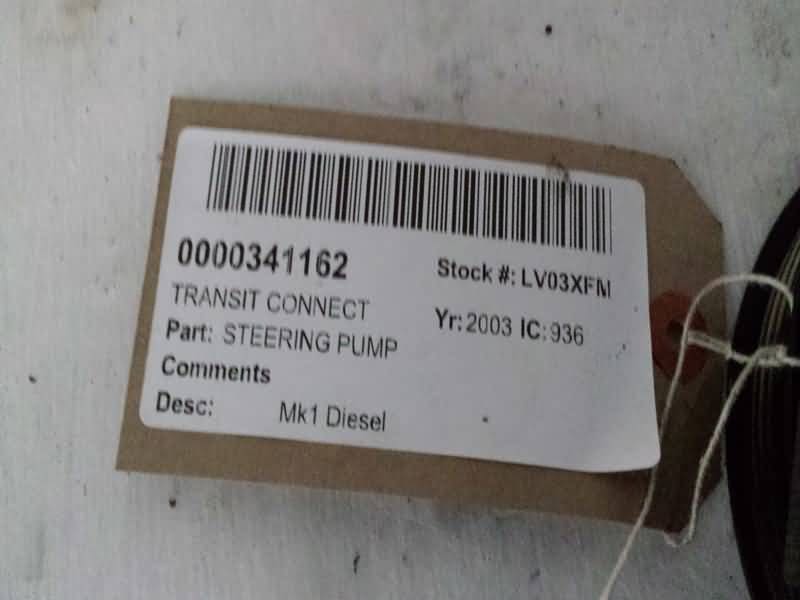 0000341162
Stock #: LV03XFM
TRANSIT CONNECT
Yr: 2003 IC: 936
Part: STEERING PUMP
Comments
Desc: Mk1 Diesel